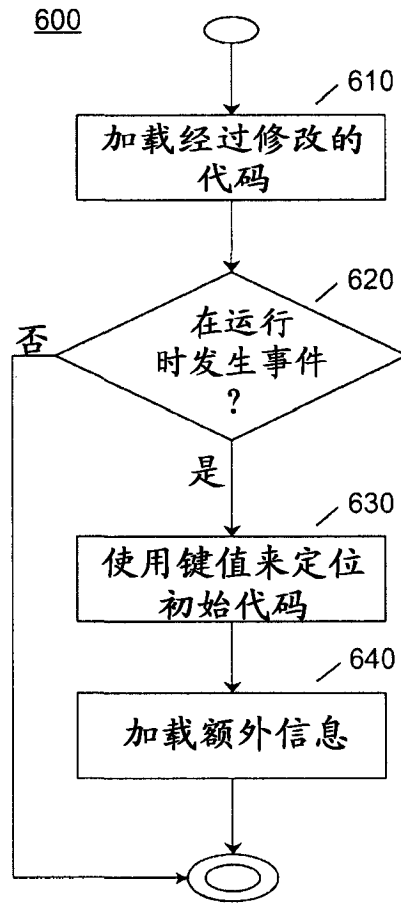 600
610
加载经过修改的
代码
620
在运行
时发生事件
?
否
是
630
使用键值来定位
初始代码
640
加载额外信息